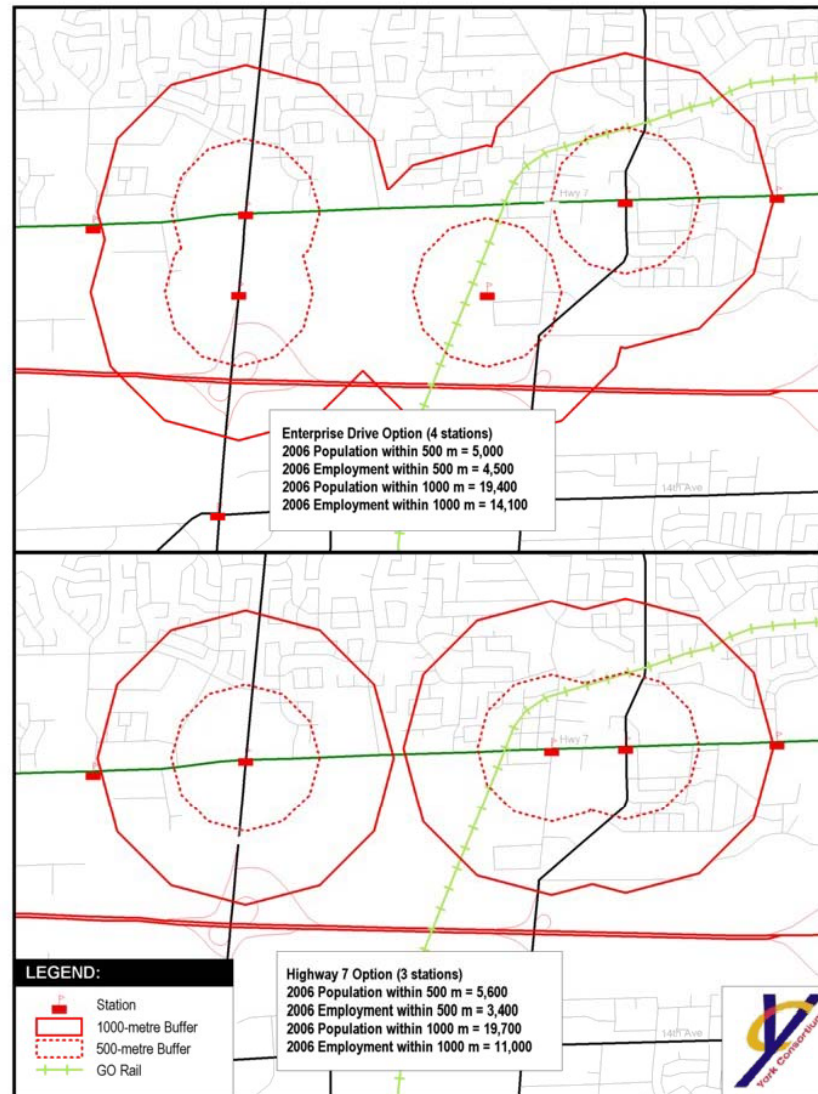 Hwy 7
Enterprise Drive Option (4 stations)
2006 Population within 500 m = 5,000
2006 Employment within 500 m = 4,500
2006 Population within 1000 m = 19,400
2006 Employment within 1000 m = 14,100
14th Ave
Hwy 7
LEGEND:
Station
1000-metre Buffer
500-metre Buffer
GO Rail
Highway 7 Option (3 stations)
2006 Population within 500 m = 5,600
2006 Employment within 500 m = 3,400
2006 Population within 1000 m = 19,700
2006 Employment within 1000 m = 11,000
14th Ave
York Consortium